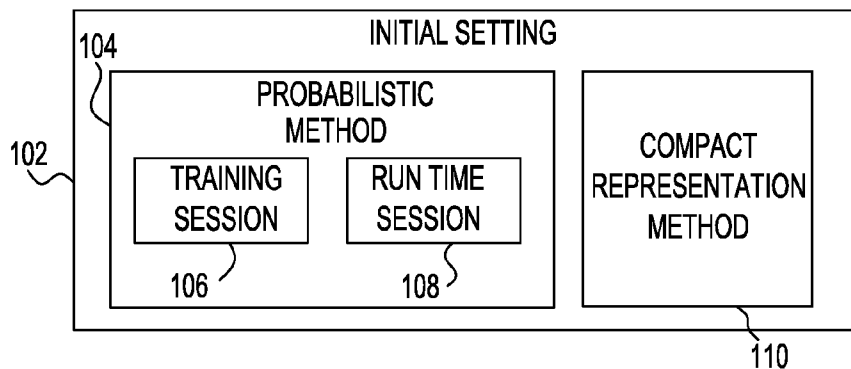 INITIAL SETTING
104
PROBABILISTIC
METHOD
102
TRAINING
SESSION
RUN TIME
SESSION
COMPACT
REPRESENTATION
METHOD
106
108
110